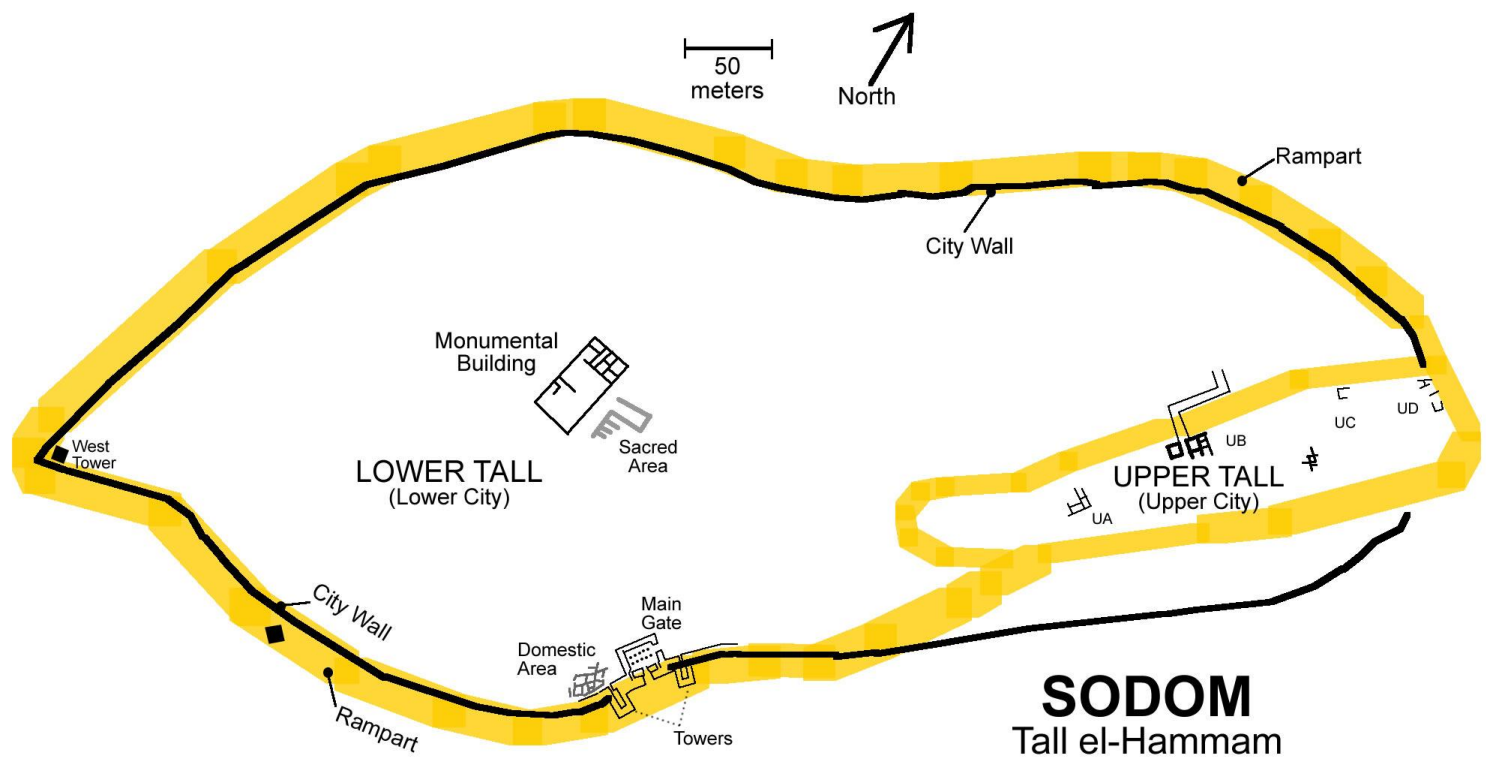 50
meters
North
Rampart
City Wall
Monumental
Building
West
Tower
Sacred
Area
LOWER TALL
(Lower City)
UB
UC
UD
UPPER TALL
(Upper City)
UA
City Wall
Main
Gate
Domestic
Area
Rampart
Towers
SODOM
Tall el-Hammam